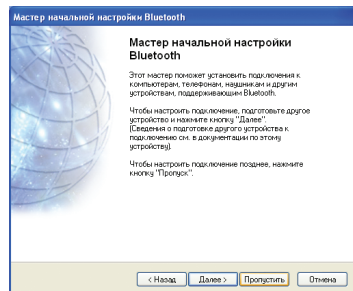 Мастер начальной настройки Bluetooth
Мастер начальной настройки
Bluetooth
Этот мастер поможет установить подключения к
компьютерам, телефонам, наушникам и другим
устройствам, поддерживающим Bluetooth.
Чтобы настроить подключение, подготовьте другое
устройство и нажмите кнопку "Далее".
(Сведения о подготовке другого устройства к
подключению см. в документации по этому
устройству).
Чтобы настроить подключение позднее, нажмите
кнопку "Пропуск".
< Назад
Далее >
Пропустить
Отмена